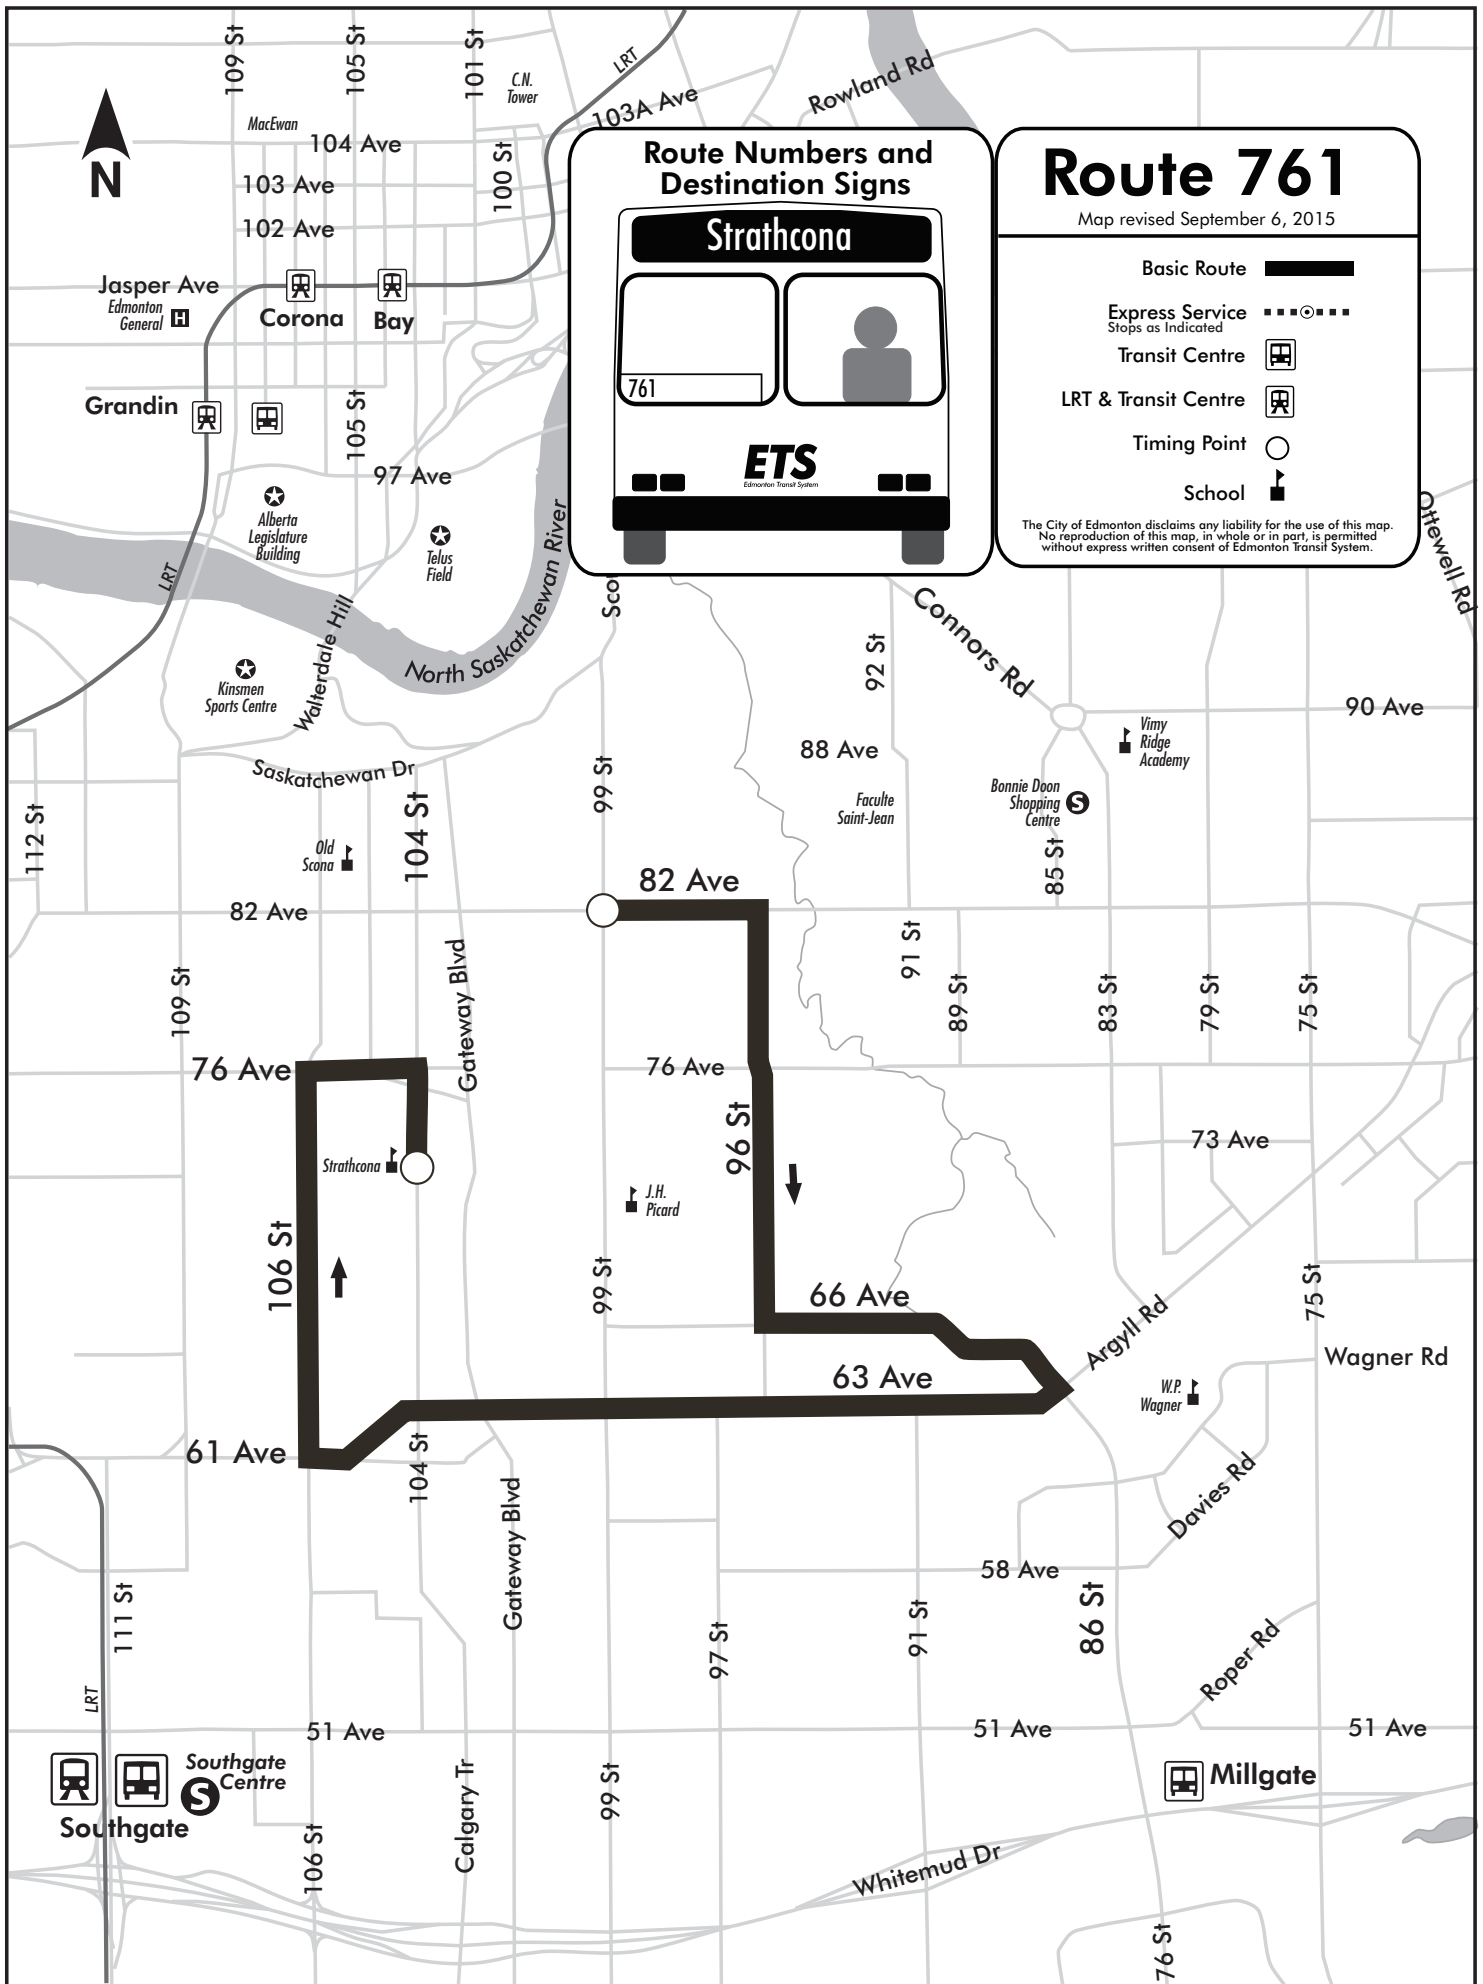 109 St
105 St
101 St
C.N.
Tower
LRT
103A Ave
Rowland Rd
MacEwan
104 Ave
N
103 Ave
100 St
102 Ave
Jasper Ave
Edmonton
General
H
Corona
Bay
Grandin
105 St
97 Ave
Alberta
Legislature
Building
Telus
Field
LRT
Walterdale Hill
North Saskatchewan River
Kinsmen
Sports Centre
Route Numbers and
Destination Signs
Strathcona
761
ETS
Edmonton Transit System
Route 761
Map revised September 6, 2015
Basic Route
Express Service
Stops as Indicated
Transit Centre
LRT & Transit Centre
Timing Point
School
The City of Edmonton disclaims any liability for the use of this map.
No reproduction of this map, in whole or in part, is permitted
without express written consent of Edmonton Transit System.
Ottewell Rd
Scon
Connors Rd
92 St
90 Ave
Vimy
Ridge
Academy
88 Ave
Saskatchewan Dr
99 St
Faculte
Saint-Jean
Bonnie Doon
Shopping
Centre
S
112 St
104 St
Old
Scona
85 St
82 Ave
82 Ave
109 St
Gateway Blvd
91 St
89 St
83 St
79 St
75 St
76 Ave
76 Ave
96 St
73 Ave
Strathcona
J.H.
Picard
106 St
99 St
66 Ave
Argyll Rd
75 St
63 Ave
Wagner Rd
W.P.
Wagner
61 Ave
104 St
Gateway Blvd
Davies Rd
58 Ave
111 St
97 St
91 St
86 St
Roper Rd
LRT
51 Ave
51 Ave
51 Ave
Southgate
Centre
S
Southgate
106 St
Calgary Tr
99 St
Millgate
Whitemud Dr
76 St